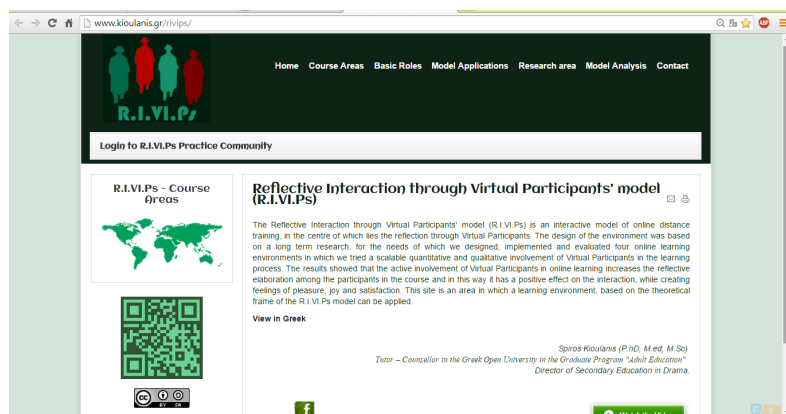 www.kioulanis.gr/rivips/
ABP
R.I.VI.Ps
Home Course Areas Basic Roles Model Applications Research area Model Analysis Contact
Login to R.I.VI.Ps Practice Community
R.I.VI.Ps - Course
Areas
Reflective Interaction through Virtual Participants' model
(R.I.VI.Ps)
The Reflective Interaction through Virtual Participants' model (R.I.VI.Ps) is an interactive model of online distance
training, in the centre of which lies the reflection through Virtual Participants. The design of the environment was based
on a long term research, for the needs of which we designed, implemented and evaluated four online learning
environments in which we tried a scalable quantitative and qualitative involvement of Virtual Participants in the learning
process. The results showed that the active involvement of Virtual Participants in online learning increases the reflective
elaboration among the participants in the course and in this way it has a positive effect on the interaction, while creating
feelings of pleasure, joy and satisfaction. This site is an area in which a learning environment, based on the theoretical
frame of the R.I.VI.Ps model can be applied.
View in Greek
Spiros Kioulanis (P.hD, M.ed, M.Sc)
Tutor – Counsellor in the Greek Open University in the Graduate Program "Adult Education"
Director of Secondary Education in Drama.
cc
BY SA
f